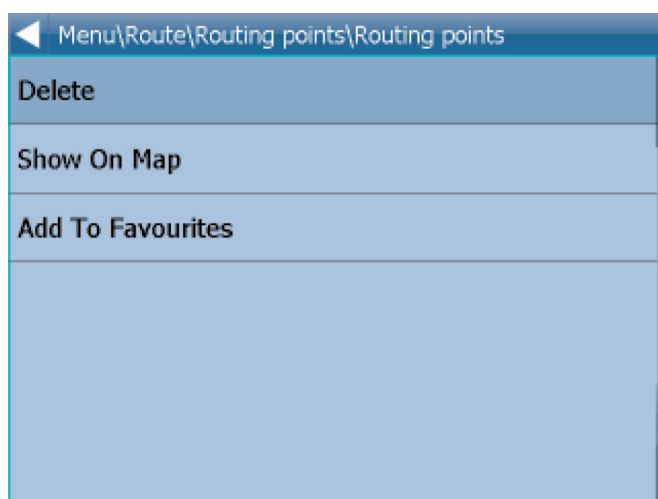 Menu\Route\Routing points\Routing points
Delete
Show On Map
Add To Favourites